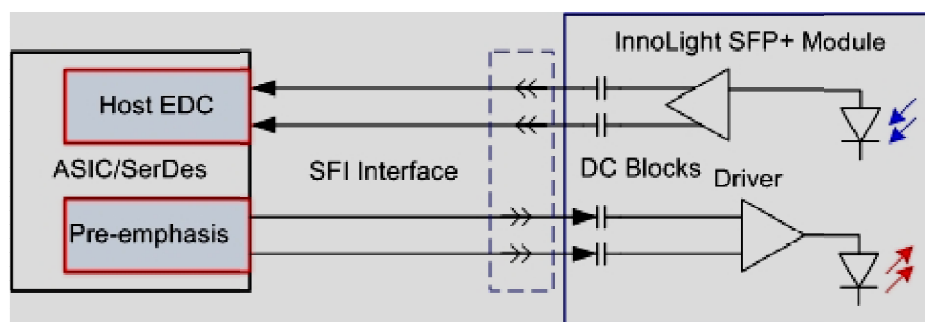 InnoLight SFP+ Module
Host EDC
ASIC/SerDes
SFI Interface
DC Blocks
Driver
Pre-emphasis